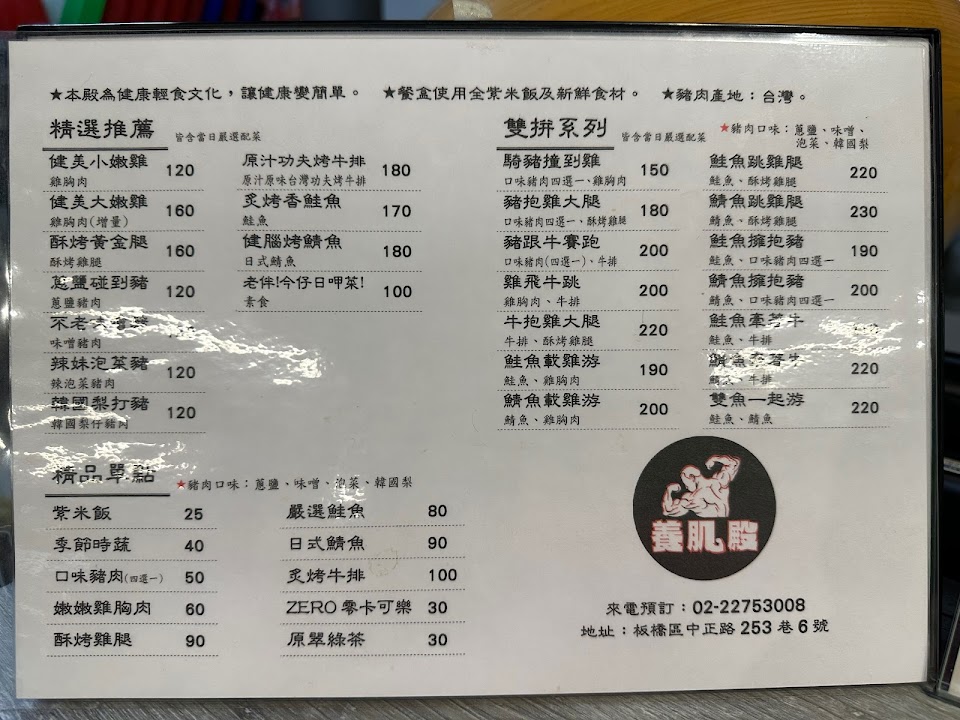 ★本殿為健康輕食文化，讓健康變簡單。 ★餐盒使用全紫米飯及新鮮食材。 ★豬肉產地：台灣。
精選推薦 皆含當日嚴選配菜
健美小嫩雞 120
雞胸肉
健美大嫩雞 160
雞胸肉(增量)
酥烤黃金腿 160
酥烤雞腿
蔥鹽碰到豬 120
蔥鹽豬肉
不老
味噌豬肉
辣妹泡菜豬 120
辣泡菜豬肉
韓國梨打豬 120
韓國梨仔豬肉
原汁功夫烤牛排 180
原汁原味台灣功夫烤牛排
炙烤香鮭魚 170
鮭魚
健腦烤鯖魚 180
日式鯖魚
老伴!今仔日呷菜! 100
素食
雙拼系列 皆含當日嚴選配菜
★豬肉口味：蔥鹽、味噌、
泡菜、韓國梨
騎豬撞到雞 150
口味豬肉四選一、雞胸肉
豬抱雞大腿 180
口味豬肉四選一、酥烤雞腿
豬跟牛賽跑 200
口味豬肉(四選一)、牛排
雞飛牛跳 200
雞胸肉、牛排
牛抱雞大腿 220
牛排、酥烤雞腿
鮭魚載雞游 190
鮭魚、雞胸肉
鯖魚載雞游 200
鯖魚、雞胸肉
鮭魚跳雞腿 220
鮭魚、酥烤雞腿
鯖魚跳雞腿 230
鯖魚、酥烤雞腿
鮭魚擁抱豬 190
鮭魚、口味豬肉四選一
鯖魚擁抱豬 200
鯖魚、口味豬肉四選一
鮭魚牽著牛
鮭魚、牛排
鯖魚牽著牛 220
鯖魚、牛排
雙魚一起游 220
鮭魚、鯖魚
精品單點 ★豬肉口味：蔥鹽、味噌、泡菜、韓國梨
紫米飯 25
季節時蔬 40
口味豬肉(四選一) 50
嫩嫩雞胸肉 60
酥烤雞腿 90
嚴選鮭魚 80
日式鯖魚 90
炙烤牛排 100
ZERO零卡可樂 30
原翠綠茶 30
養肌殿
來電預訂：02-22753008
地址：板橋區中正路253巷6號